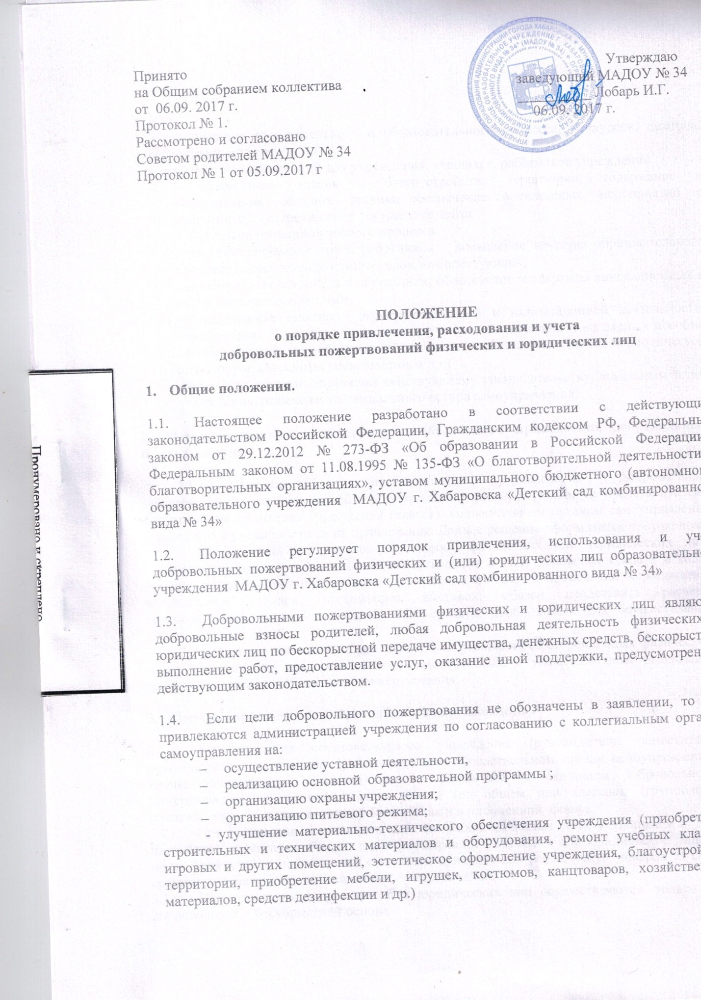 Принято
на Общим собранием коллектива
от 06.09. 2017 г.
Протокол № 1.
Рассмотрено и согласовано
Советом родителей МАДОУ № 34
Протокол № 1 от 05.09.2017 г
Утверждаю
заведующий МАДОУ № 34
Лобарь И.Г.
06.09. 2017 г.
ПОЛОЖЕНИЕ
о порядке привлечения, расходования и учета
добровольных пожертвований физических и юридических лиц
1. Общие положения.
1.1. Настоящее положение разработано в соответствии с действующи
законодательством Российской Федерации, Гражданским кодексом РФ, Федеральны
законом от 29.12.2012 № 273-ФЗ «Об образовании в Российской Федерации
Федеральным законом от 11.08.1995 № 135-ФЗ «О благотворительной деятельности
благотворительных организациях», уставом муниципального бюджетного (автономно
образовательного учреждения МАДОУ г. Хабаровска «Детский сад комбинированно
вида № 34»
1.2. Положение регулирует порядок привлечения, использования и уч
добровольных пожертвований физических и (или) юридических лиц образовательно
учреждения МАДОУ г. Хабаровска «Детский сад комбинированного вида № 34»
1.3. Добровольными пожертвованиями физических и юридических лиц являю
добровольные взносы родителей, любая добровольная деятельность физических
юридических лиц по бескорыстной передаче имущества, денежных средств, бескорыст
выполнение работ, предоставление услуг, оказание иной поддержки, предусмотрен
действующим законодательством.
1.4. Если цели добровольного пожертвования не обозначены в заявлении, то
привлекаются администрацией учреждения по согласованию с коллегиальным орга
самоуправления на:
– осуществление уставной деятельности,
– реализацию основной образовательной программы ;
– организацию охраны учреждения;
– организацию питьевого режима;
- улучшение материально-технического обеспечения учреждения (приобрет
строительных и технических материалов и оборудования, ремонт учебных кла
игровых и других помещений, эстетическое оформление учреждения, благоустрой
территории, приобретение мебели, игрушек, костюмов, канцтоваров, хозяйстве
материалов, средств дезинфекции и др.)
Пронумеровано и